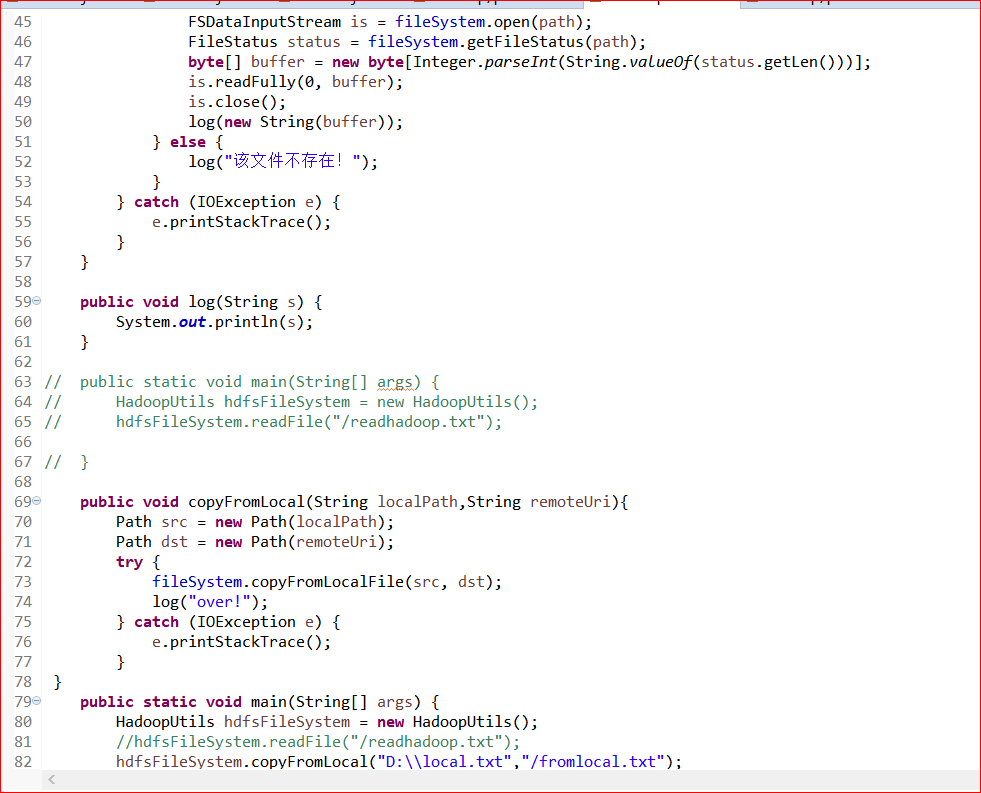 45 FSDataInputStream is = fileSystem.open(path);
46 FileStatus status = fileSystem.getFileStatus(path);
47 byte[] buffer = new byte[Integer.parseInt(String.valueOf(status.getLen()))];
48 is.readFully(0, buffer);
49 is.close();
50 log(new String(buffer));
51 } else {
52 log("该文件不存在！");
53 }
54 } catch (IOException e) {
55 e.printStackTrace();
56 }
57 }
58
59 public void log(String s) {
60 System.out.println(s);
61 }
62
63 // public static void main(String[] args) {
64 // HadoopUtils hdfsFileSystem = new HadoopUtils();
65 // hdfsFileSystem.readFile("/readhadoop.txt");
66
67 // }
68
69 public void copyFromLocal(String localPath,String remoteUri){
70 Path src = new Path(localPath);
71 Path dst = new Path(remoteUri);
72 try {
73 fileSystem.copyFromLocalFile(src, dst);
74 log("over!");
75 } catch (IOException e) {
76 e.printStackTrace();
77 }
78 }
79 public static void main(String[] args) {
80 HadoopUtils hdfsFileSystem = new HadoopUtils();
81 //hdfsFileSystem.readFile("/readhadoop.txt");
82 hdfsFileSystem.copyFromLocal("D:\\local.txt","/fromlocal.txt");